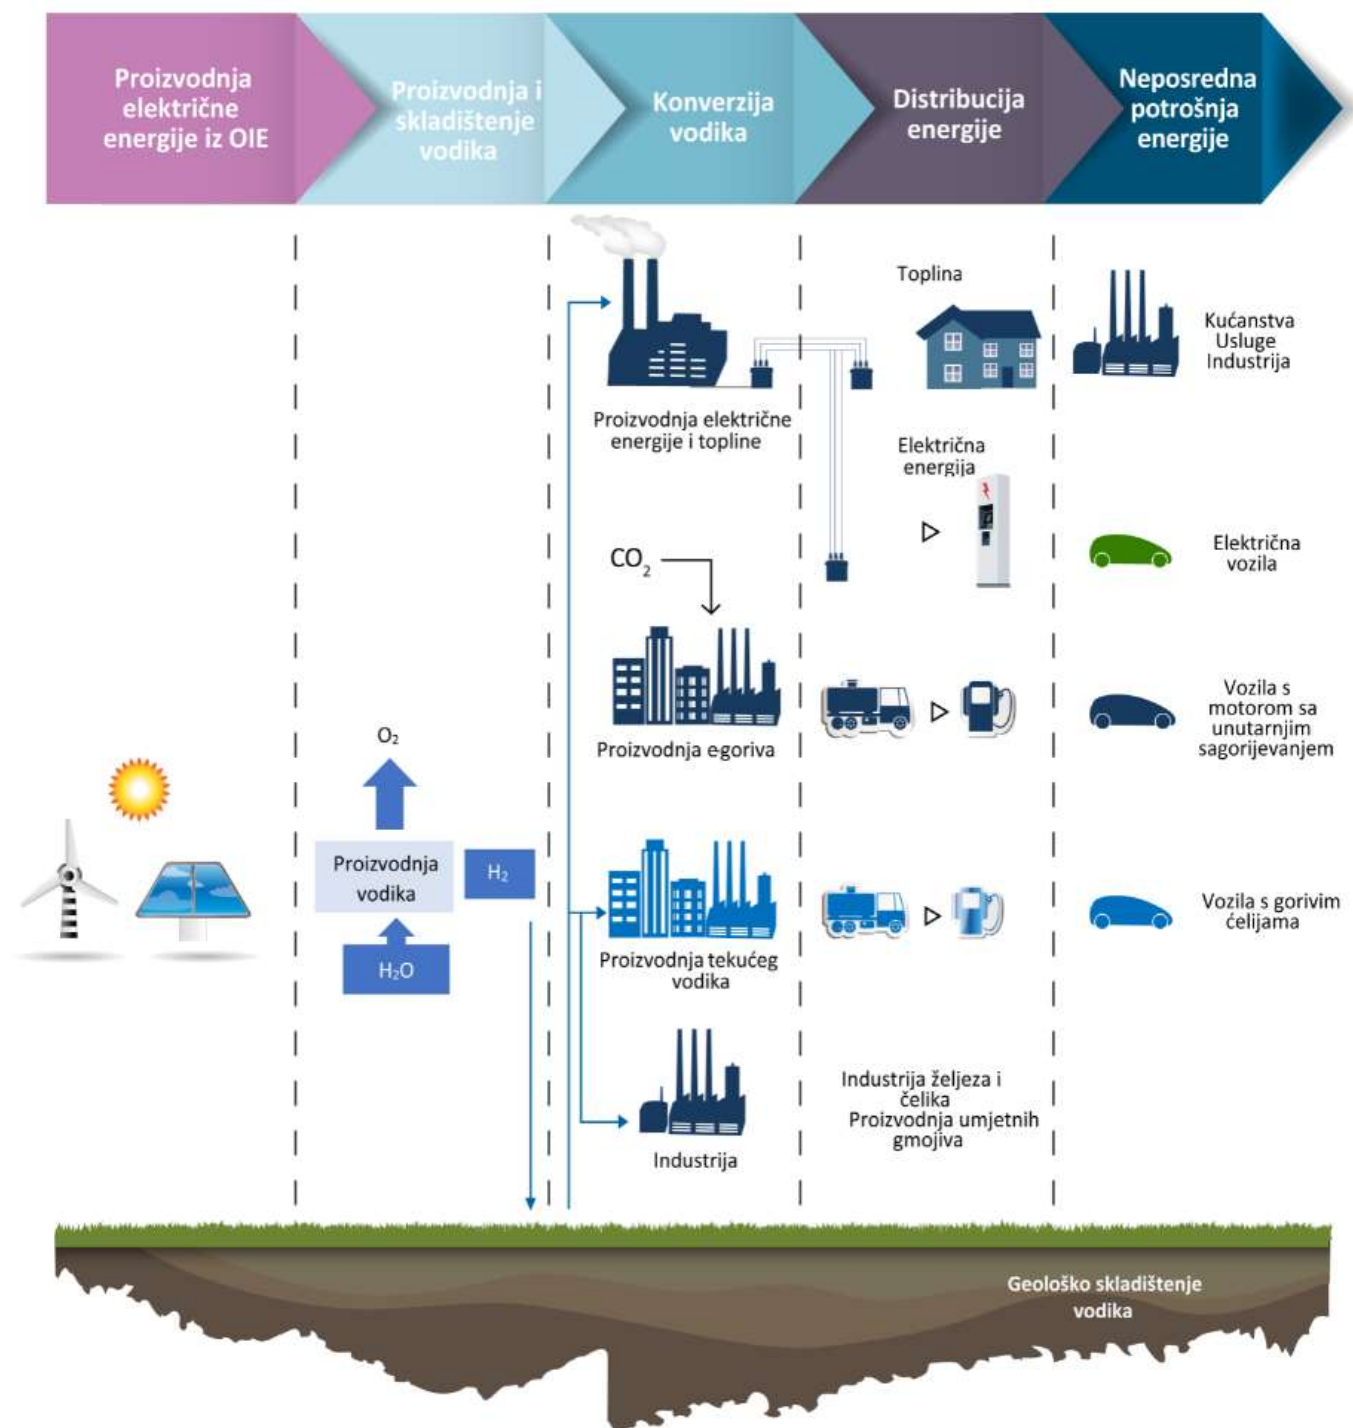 Proizvodnja
električne
energije iz OIE
Proizvodnja i
skladištenje
vodika
Konverzija
vodika
Distribucija
energije
Neposredna
potrošnja
energije
Toplina
Kućanstva
Usluge
Industrija
Proizvodnja električne
energije i topline
Električna
energija
CO₂
Električna
vozila
Proizvodnja egoriva
Vozila s
motorom sa
unutarnjim
sagorijevanjem
O₂
Proizvodnja
vodika
H₂
H₂O
Proizvodnja tekućeg
vodika
Vozila s gorivim
ćelijama
Industrija
Industrija željeza i
čelika
Proizvodnja umjetnih
gmojiva
Geološko skladištenje
vodika